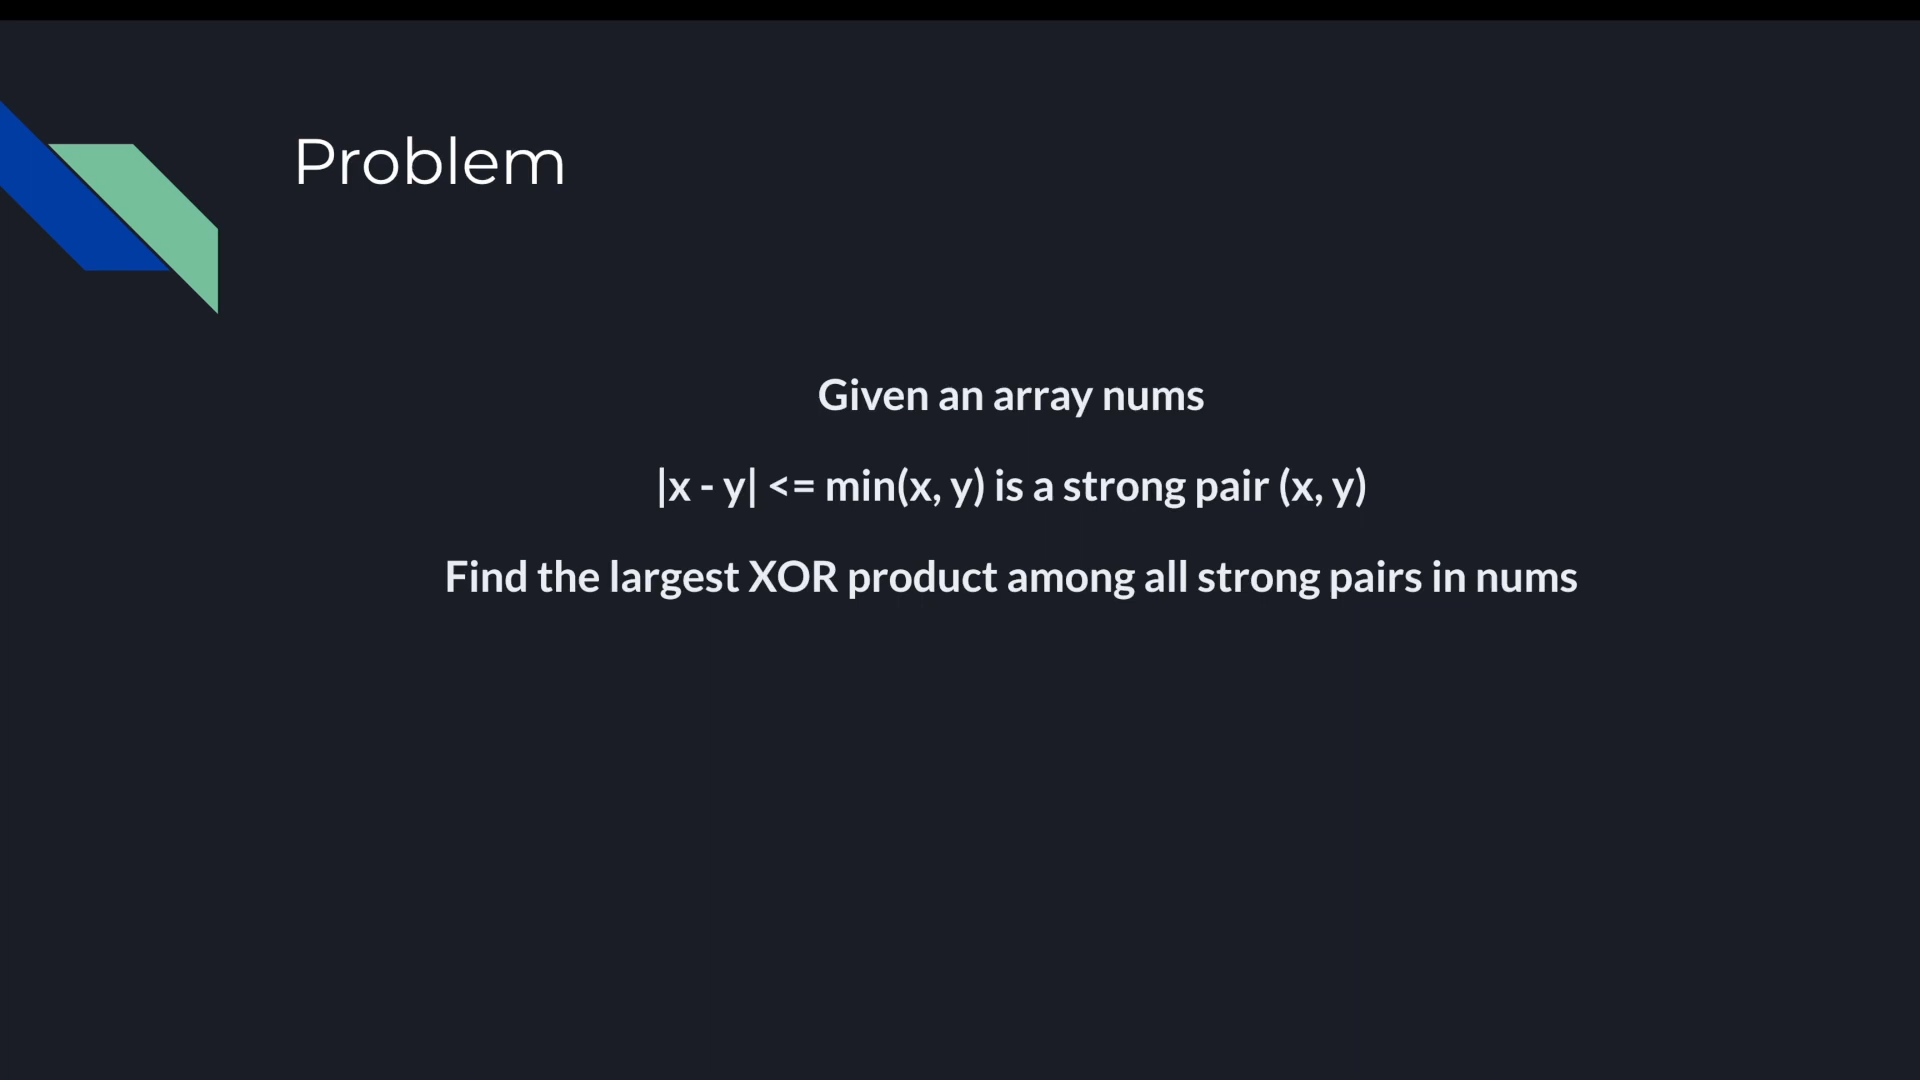 Problem
Given an array nums
|x - y| <= min(x, y) is a strong pair (x, y)
Find the largest XOR product among all strong pairs in nums